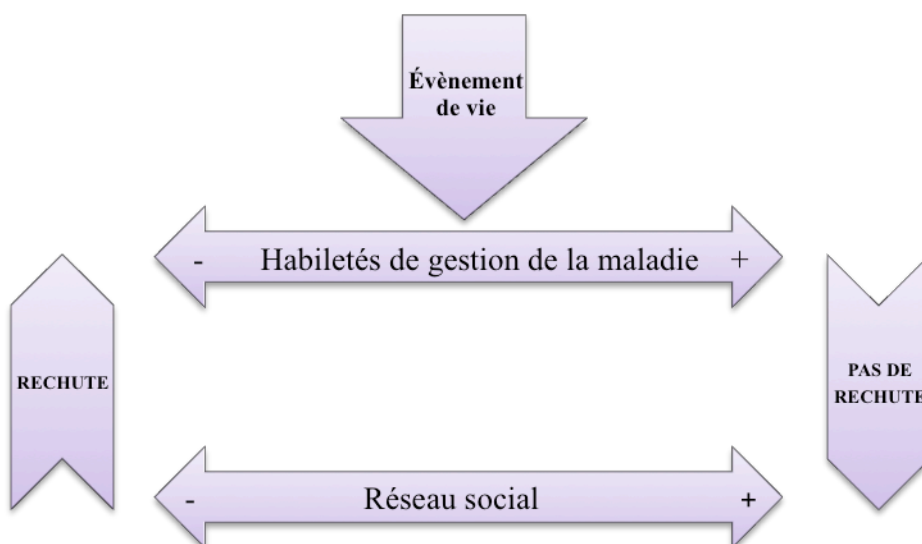 Évènement
de vie
- Habiletés de gestion de la maladie +
RECHUTE
PAS DE
RECHUTE
- Réseau social +